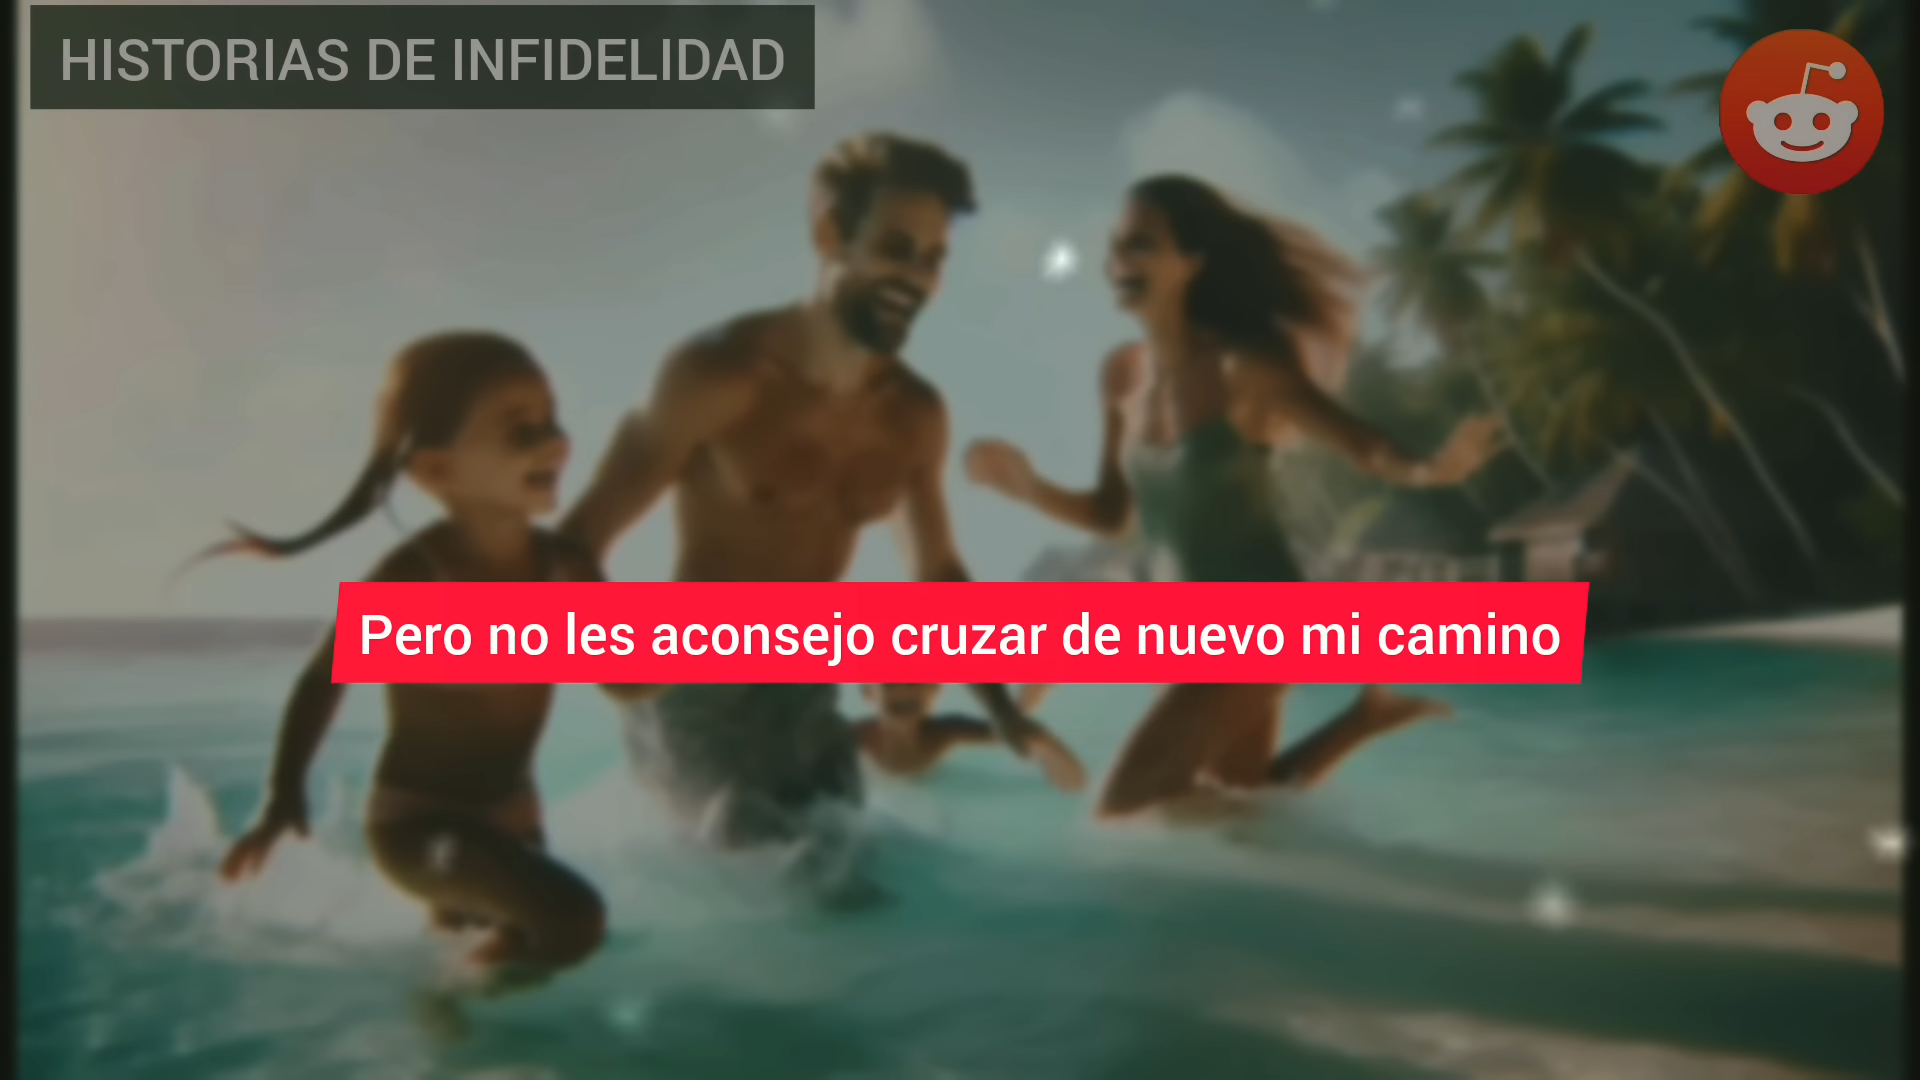 HISTORIAS DE INFIDELIDAD
Pero no les aconsejo cruzar de nuevo mi camino